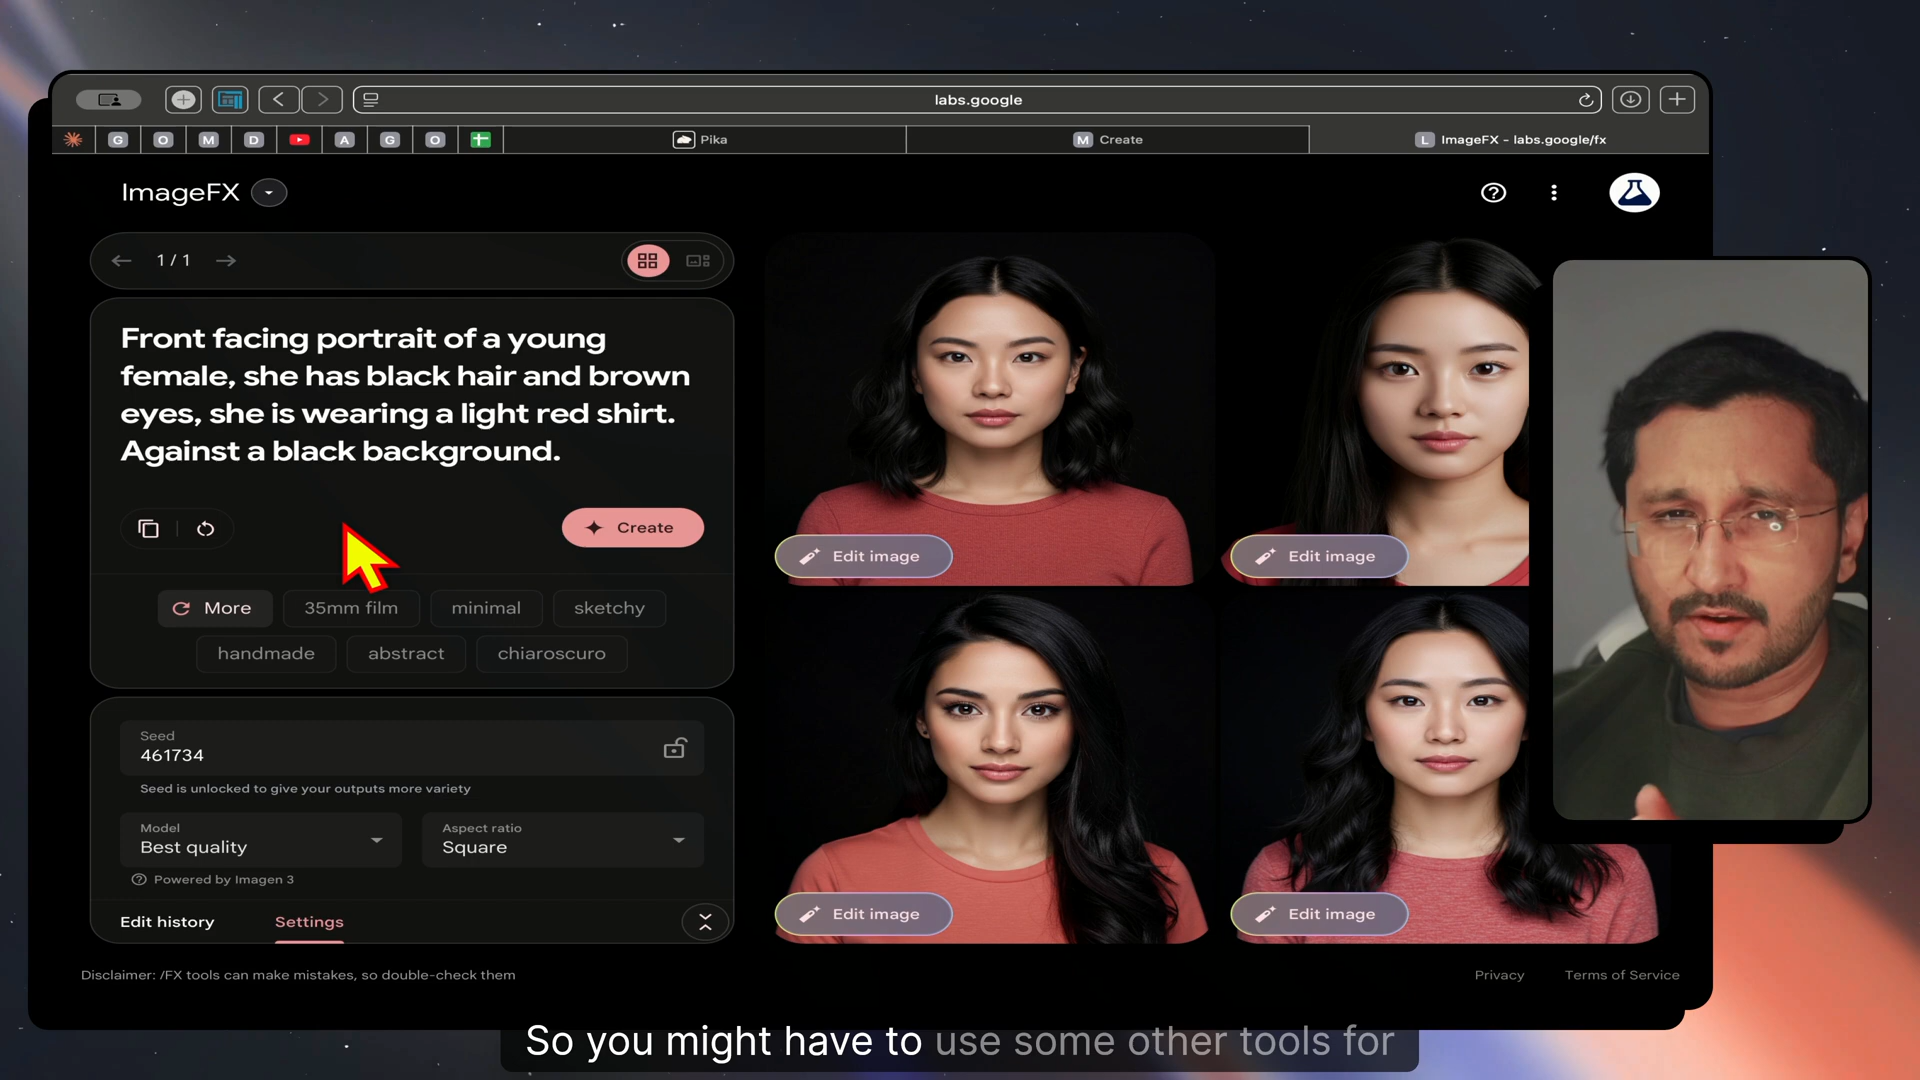 labs.google
G O M D A G O Pika M Create L ImageFX - labs.google/fx
ImageFX
1 / 1
Front facing portrait of a young
female, she has black hair and brown
eyes, she is wearing a light red shirt.
Against a black background.
Create
More 35mm film minimal sketchy
handmade abstract chiaroscuro
Seed
461734
Seed is unlocked to give your outputs more variety
Model
Best quality
Aspect ratio
Square
Powered by Imagen 3
Edit history Settings
Edit image
Edit image
Edit image
Edit image
Disclaimer: /FX tools can make mistakes, so double-check them
Privacy Terms of Service
So you might have to use some other tools for